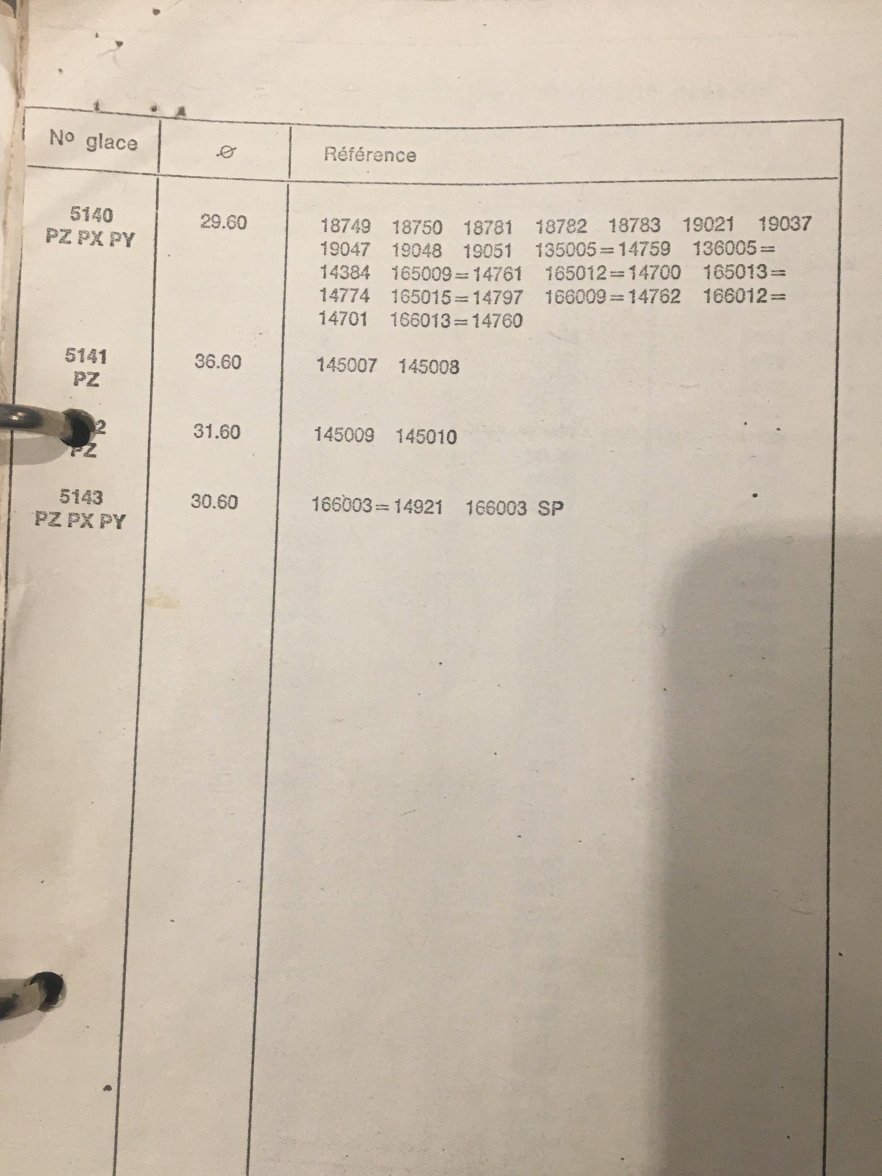 Nº glace ⌀ Référence
5140 29.60 18749 18750 18781 18782 18783 19021 19037
PZ PX PY 19047 19048 19051 135005=14759 136005=
14384 165009=14761 165012=14700 165013=
14774 165015=14797 166009=14762 166012=
14701 166013=14760
5141 36.60 145007 145008
PZ
2 31.60 145009 145010
PZ
5143 30.60 166003=14921 166003 SP
PZ PX PY